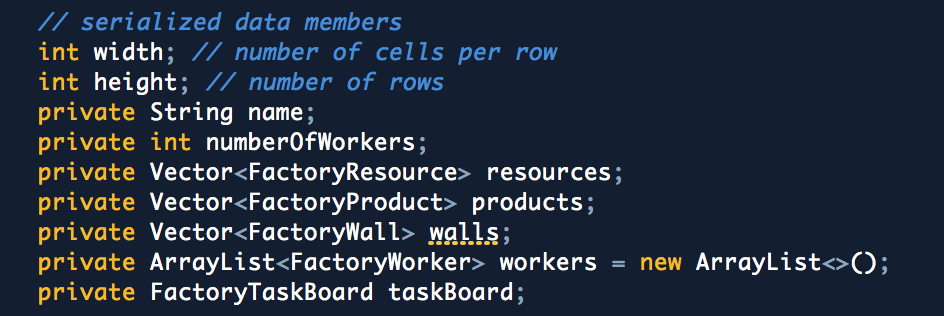 // serialized data members
int width; // number of cells per row
int height; // number of rows
private String name;
private int numberOfWorkers;
private Vector<FactoryResource> resources;
private Vector<FactoryProduct> products;
private Vector<FactoryWall> walls;
private ArrayList<FactoryWorker> workers = new ArrayList<>();
private FactoryTaskBoard taskBoard;